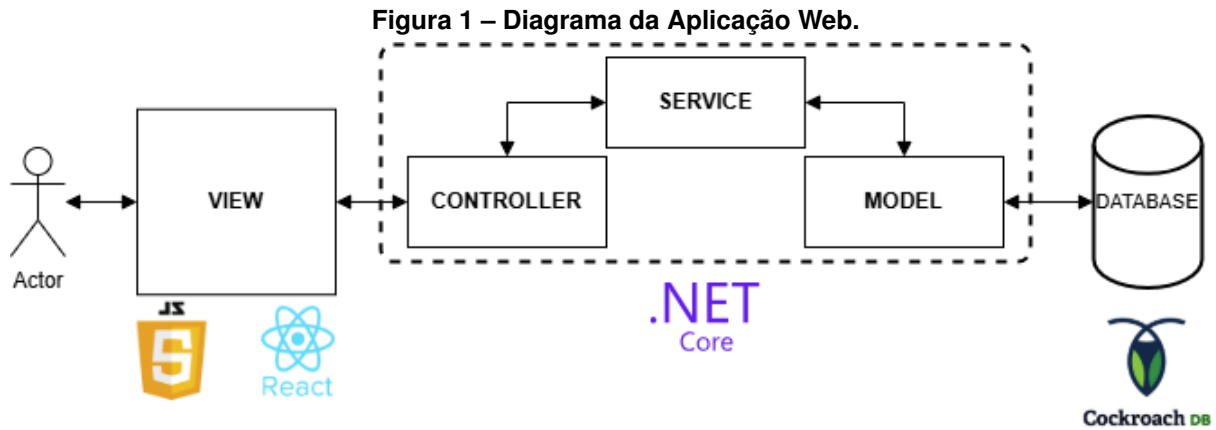 Figura 1 – Diagrama da Aplicação Web.
SERVICE
VIEW
CONTROLLER
MODEL
DATABASE
Actor
JS
5
React
.NET
Core
Cockroach DB